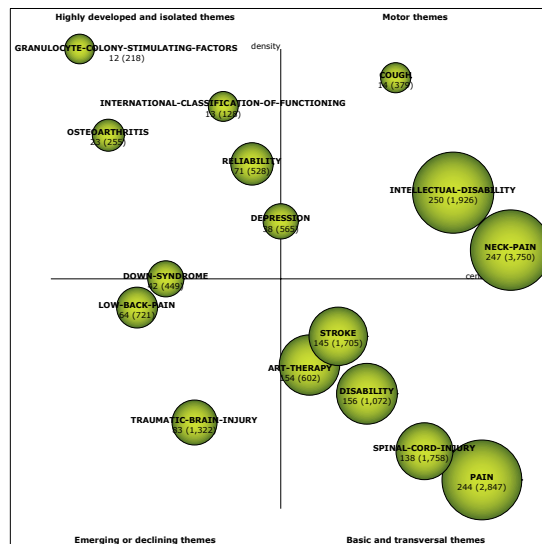 Highly developed and isolated themes
Motor themes
density
GRANULOCYTE-COLONY-STIMULATING-FACTORS
12 (218)
COUGH
14 (379)
INTERNATIONAL-CLASSIFICATION-OF-FUNCTIONING
13 (128)
OSTEOARTHRITIS
23 (255)
RELIABILITY
71 (528)
INTELLECTUAL-DISABILITY
250 (1,926)
DEPRESSION
38 (565)
NECK-PAIN
247 (3,750)
DOWN-SYNDROME
42 (449)
LOW-BACK-PAIN
64 (721)
STROKE
145 (1,705)
ART-THERAPY
154 (602)
DISABILITY
156 (1,072)
TRAUMATIC-BRAIN-INJURY
83 (1,322)
SPINAL-CORD-INJURY
138 (1,758)
PAIN
244 (2,847)
Emerging or declining themes
Basic and transversal themes